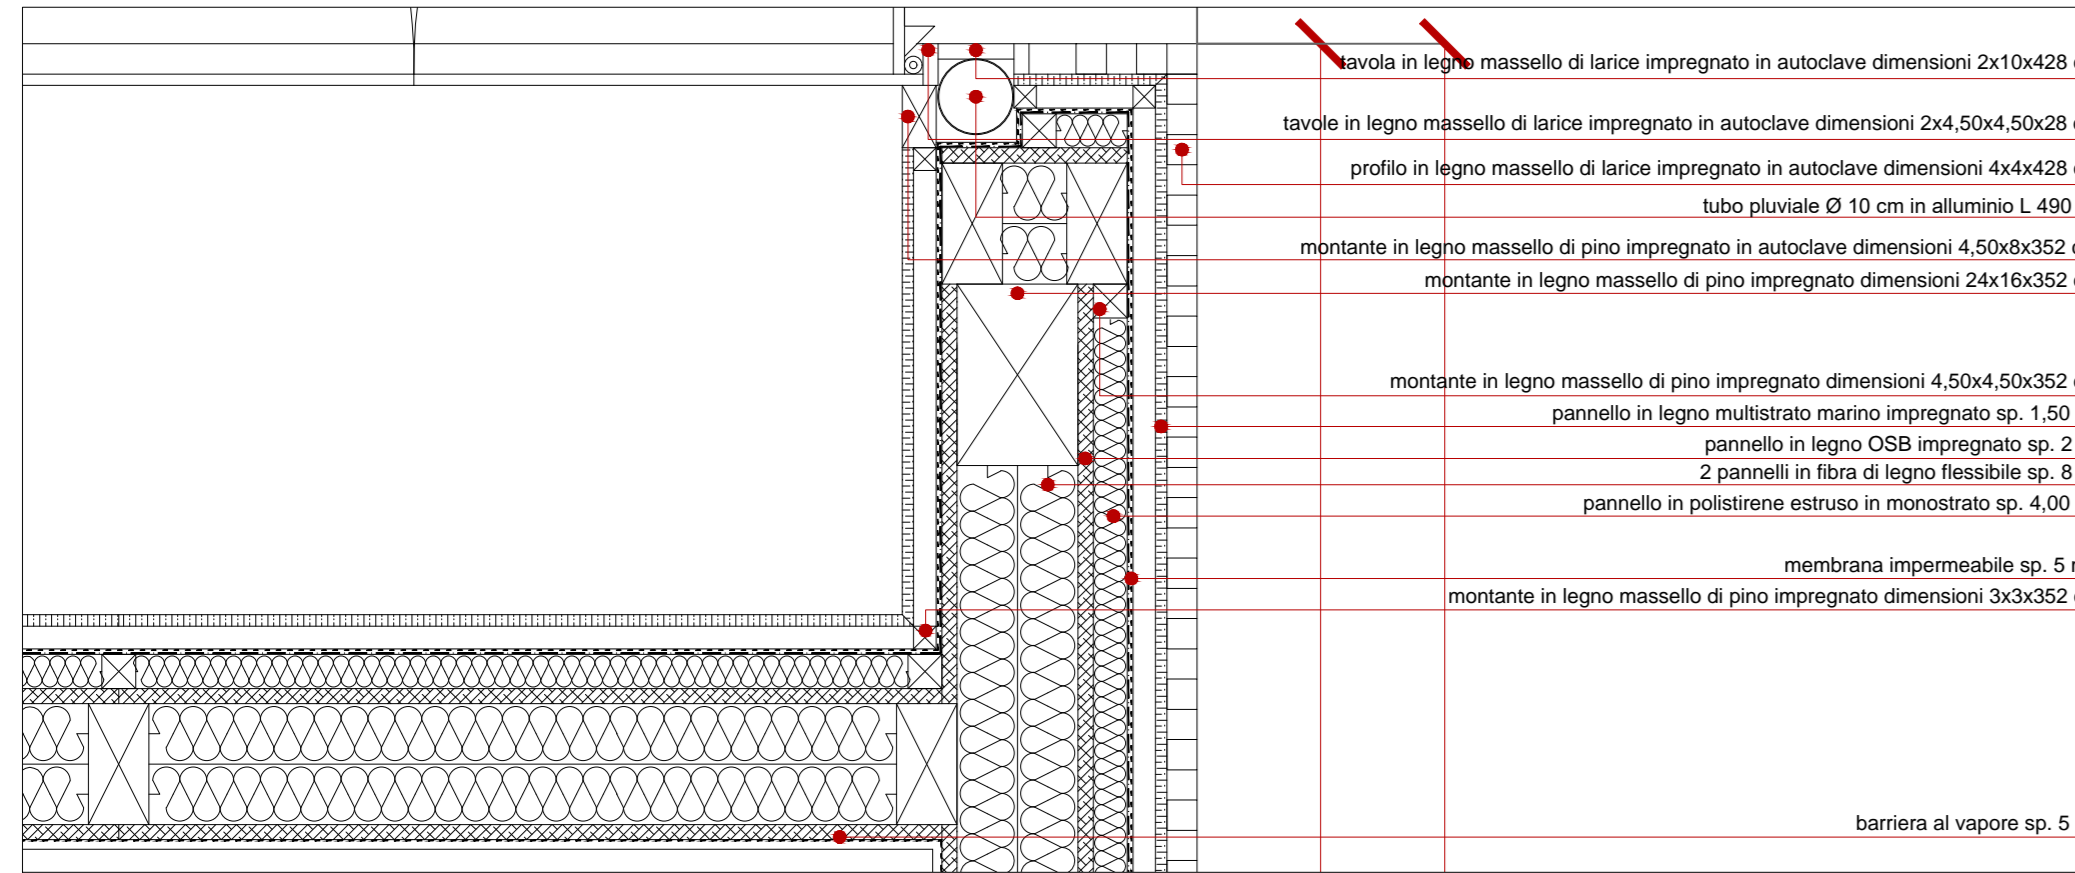 tavola in legno massello di larice impregnato in autoclave dimensioni 2x10x428
tavole in legno massello di larice impregnato in autoclave dimensioni 2x4,50x4,50x28
profilo in legno massello di larice impregnato in autoclave dimensioni 4x4x428
tubo pluviale Ø 10 cm in alluminio L 490
montante in legno massello di pino impregnato in autoclave dimensioni 4,50x8x352
montante in legno massello di pino impregnato dimensioni 24x16x352
montante in legno massello di pino impregnato dimensioni 4,50x4,50x352
pannello in legno multistrato marino impregnato sp. 1,50
pannello in legno OSB impregnato sp. 2
2 pannelli in fibra di legno flessibile sp. 8
pannello in polistirene estruso in monostrato sp. 4,00
membrana impermeabile sp. 5
montante in legno massello di pino impregnato dimensioni 3x3x352
barriera al vapore sp. 5